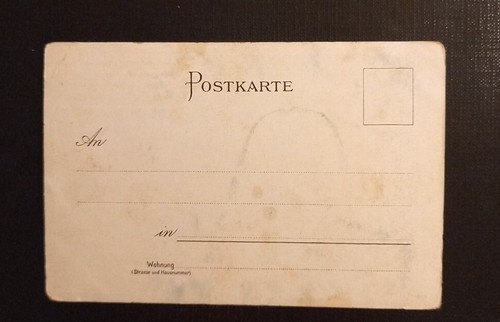 POSTKARTE
An
in
Wohnung
(Strasse und Hausnummer)